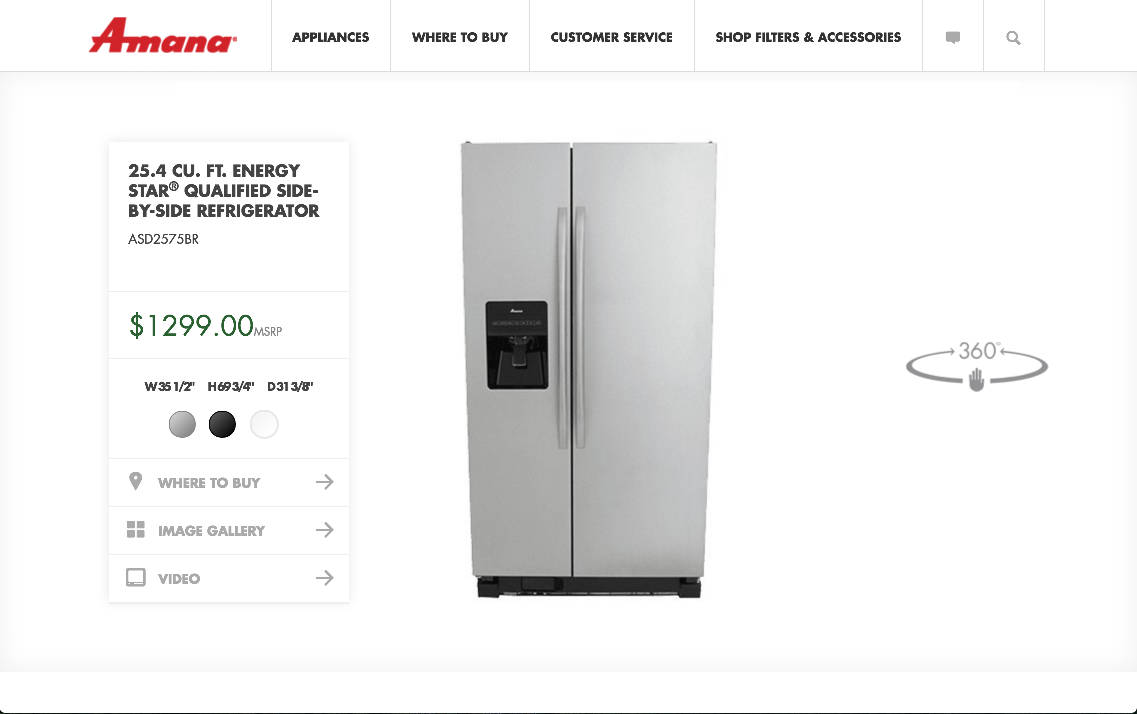 Amana
APPLIANCES
WHERE TO BUY
CUSTOMER SERVICE
SHOP FILTERS & ACCESSORIES
25.4 CU. FT. ENERGY
STAR® QUALIFIED SIDE-
BY-SIDE REFRIGERATOR
ASD2575BR
$1299.00MSRP
W35 1/2" H69 3/4" D31 3/8"
WHERE TO BUY
IMAGE GALLERY
VIDEO
Amana
360°